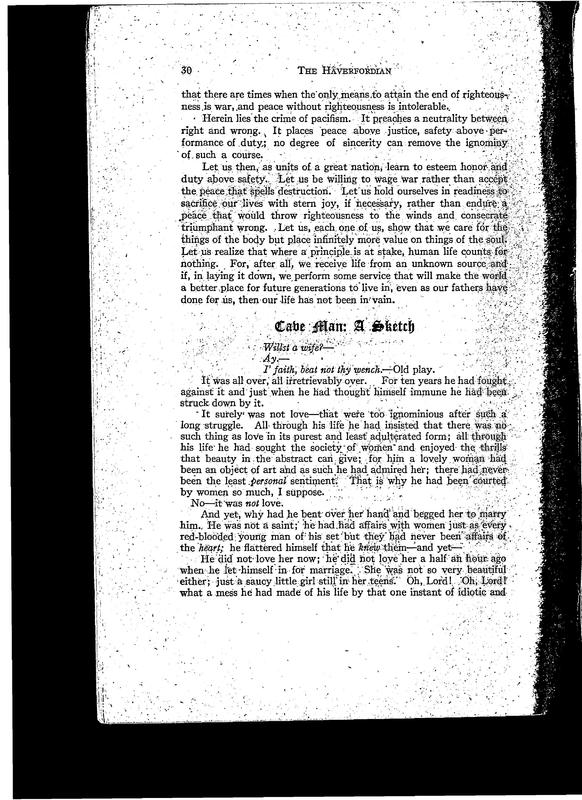 30 THE HAVERFORDIAN
that there are times when the only means to attain the end of righteous-
ness is war, and peace without righteousness is intolerable.
Herein lies the crime of pacifism. It preaches a neutrality between
right and wrong. It places peace above justice, safety above per-
formance of duty; no degree of sincerity can remove the ignominy
of such a course.
Let us then, as units of a great nation, learn to esteem honor and
duty above safety. Let us be willing to wage war rather than accept
the peace that spells destruction. Let us hold ourselves in readiness to
sacrifice our lives with stern joy, if necessary, rather than endure a
peace that would throw righteousness to the winds and consecrate
triumphant wrong. Let us, each one of us, show that we care for the
things of the body but place infinitely more value on things of the soul.
Let us realize that where a principle is at stake, human life counts for
nothing. For, after all, we receive life from an unknown source and
if, in laying it down, we perform some service that will make the world
a better place for future generations to live in, even as our fathers have
done for us, then our life has not been in vain.
Cave Man: A Sketch
Willst a wife?—
Ay.—
I' faith, beat not thy wench.—Old play.
It was all over, all irretrievably over. For ten years he had fought
against it and just when he had thought himself immune he had been
struck down by it.
It surely was not love—that were too ignominious after such a
long struggle. All through his life he had insisted that there was no
such thing as love in its purest and least adulterated form; all through
his life he had sought the society of women and enjoyed the thrills
that beauty in the abstract can give; for him a lovely woman had
been an object of art and as such he had admired her; there had never
been the least personal sentiment. That is why he had been courted
by women so much, I suppose.
No—it was not love.
And yet, why had he bent over her hand and begged her to marry
him. He was not a saint; he had had affairs with women just as every
red-blooded young man of his set but they had never been affairs of
the heart; he flattered himself that he knew them—and yet—
He did not love her now; he did not love her a half an hour ago
when he let himself in for marriage. She was not so very beautiful
either; just a saucy little girl still in her teens. Oh, Lord! Oh, Lord!
what a mess he had made of his life by that one instant of idiotic and